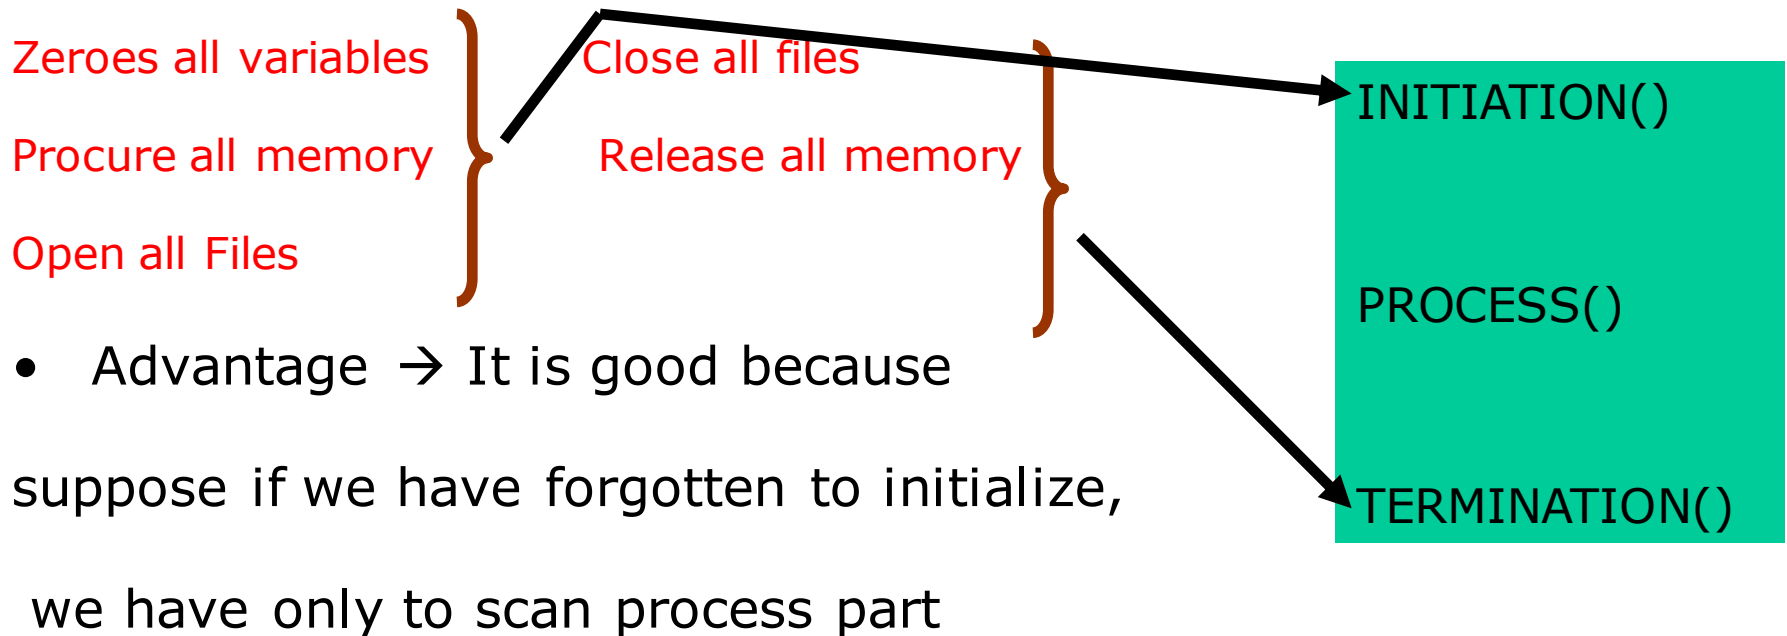 Zeroes all variables
Procure all memory
Open all Files
Close all files
Release all memory
INITIATION()
PROCESS()
TERMINATION()
• Advantage → It is good because
suppose if we have forgotten to initialize,
we have only to scan process part